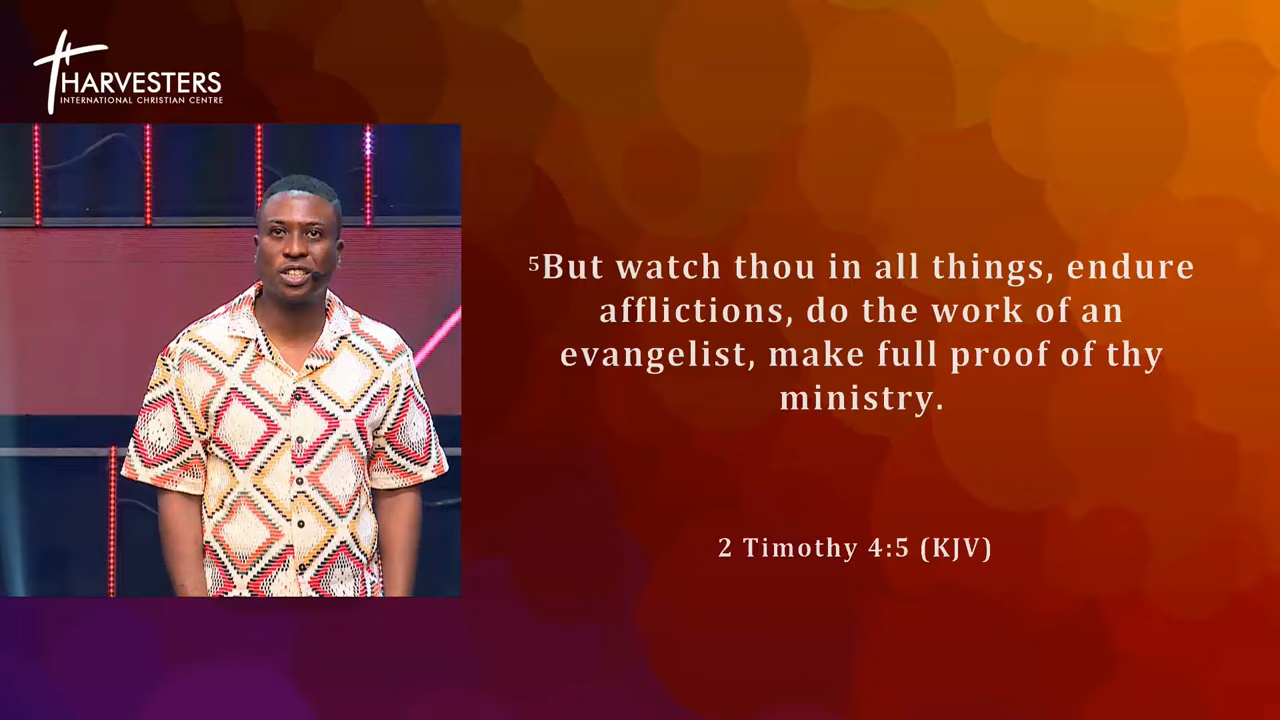 HARVESTERS
INTERNATIONAL CHRISTIAN CENTRE
⁵But watch thou in all things, endure
afflictions, do the work of an
evangelist, make full proof of thy
ministry.
2 Timothy 4:5 (KJV)